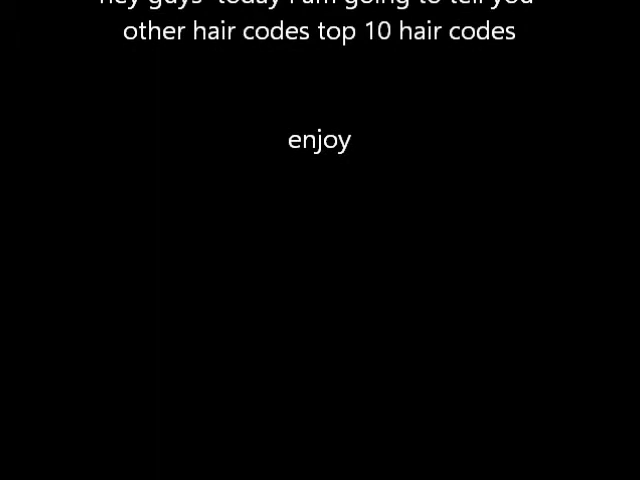 hey guys today i am going to tell you
other hair codes top 10 hair codes
enjoy